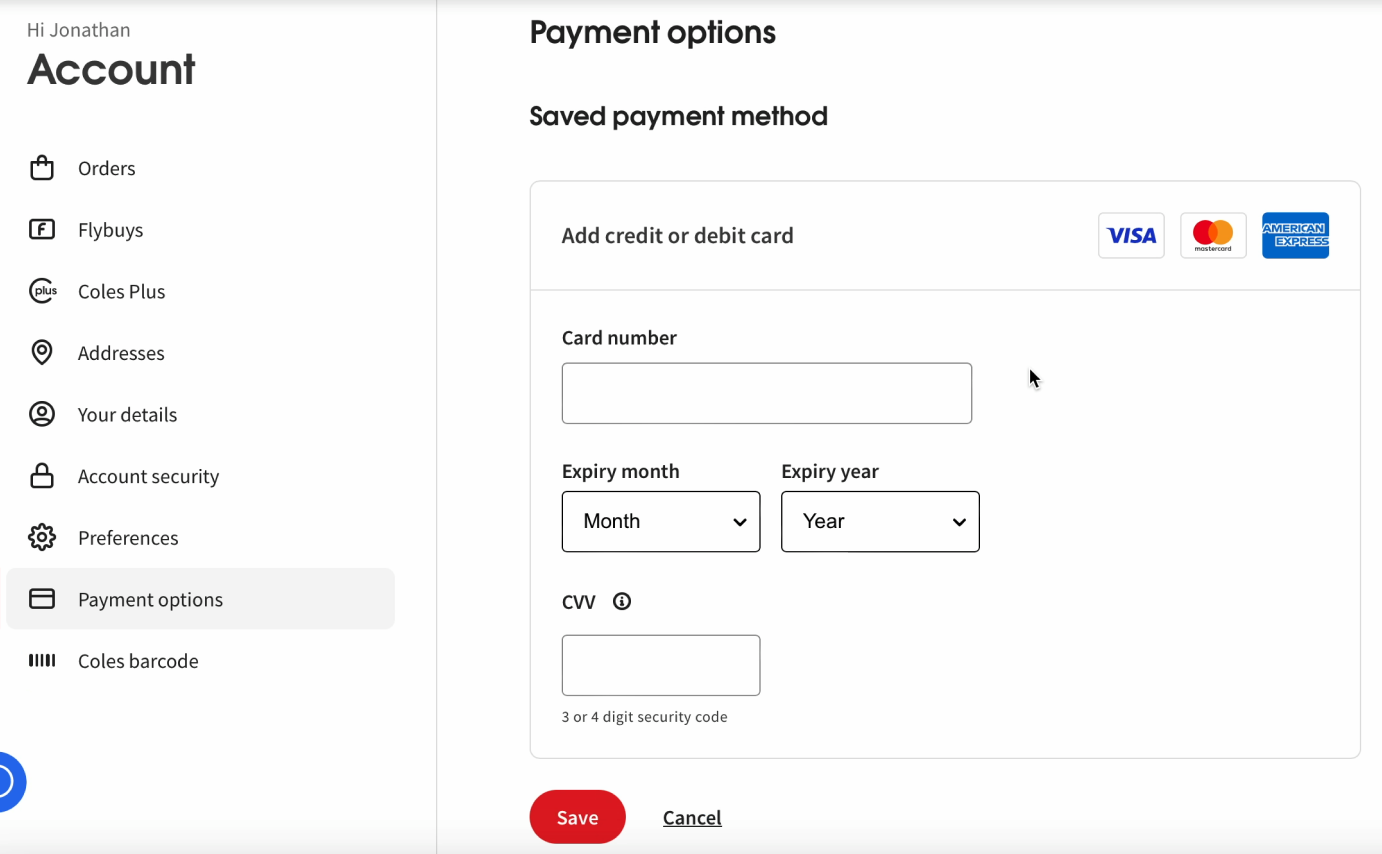 Hi Jonathan
Account
Orders
Flybuys
Coles Plus
Addresses
Your details
Account security
Preferences
Payment options
Coles barcode
Payment options
Saved payment method
Add credit or debit card
VISA
mastercard
AMERICAN
EXPRESS
Card number
Expiry month Expiry year
Month Year
CVV
3 or 4 digit security code
Save Cancel